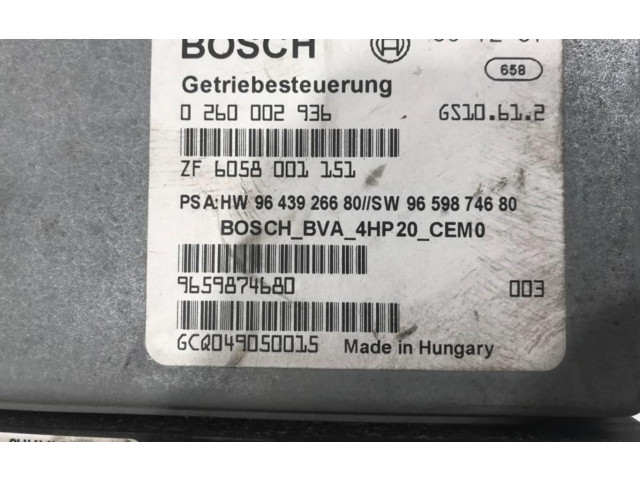 BOSCH
658
Getriebesteuerung
0 260 002 936 GS10.61.2
ZF 6058 001 151
PSA:HW 96 439 266 80//SW 96 598 746 80
BOSCH_BVA_4HP20_CEM0
9659874680 003
GCQ049050015 Made in Hungary